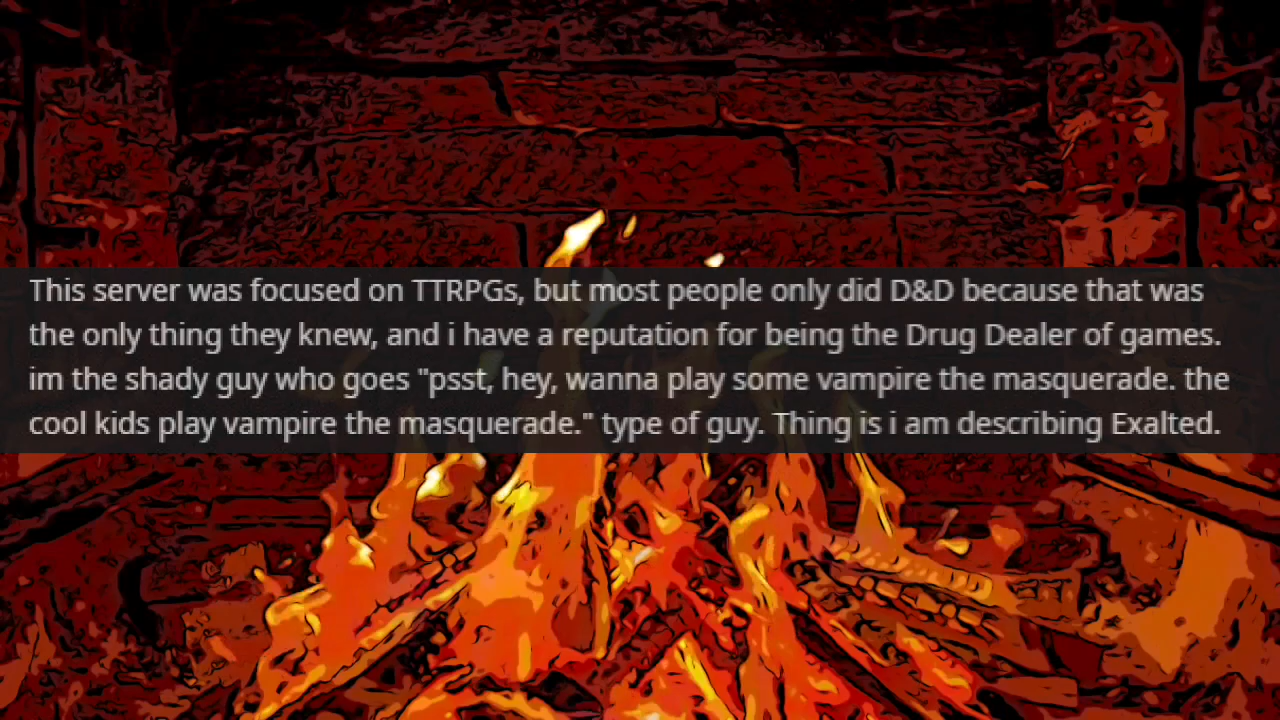 This server was focused on TTRPGs, but most people only did D&D because that was
the only thing they knew, and i have a reputation for being the Drug Dealer of games.
im the shady guy who goes "psst, hey, wanna play some vampire the masquerade. the
cool kids play vampire the masquerade." type of guy. Thing is i am describing Exalted.